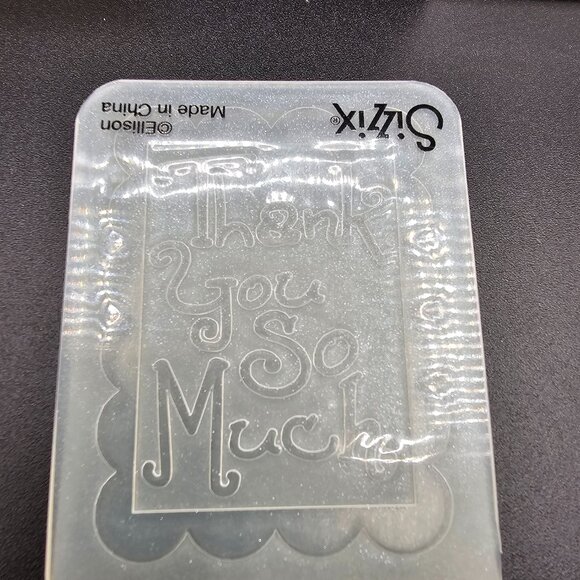 Sizzix®
©Ellison
Made in China
Thank
You
So
Much